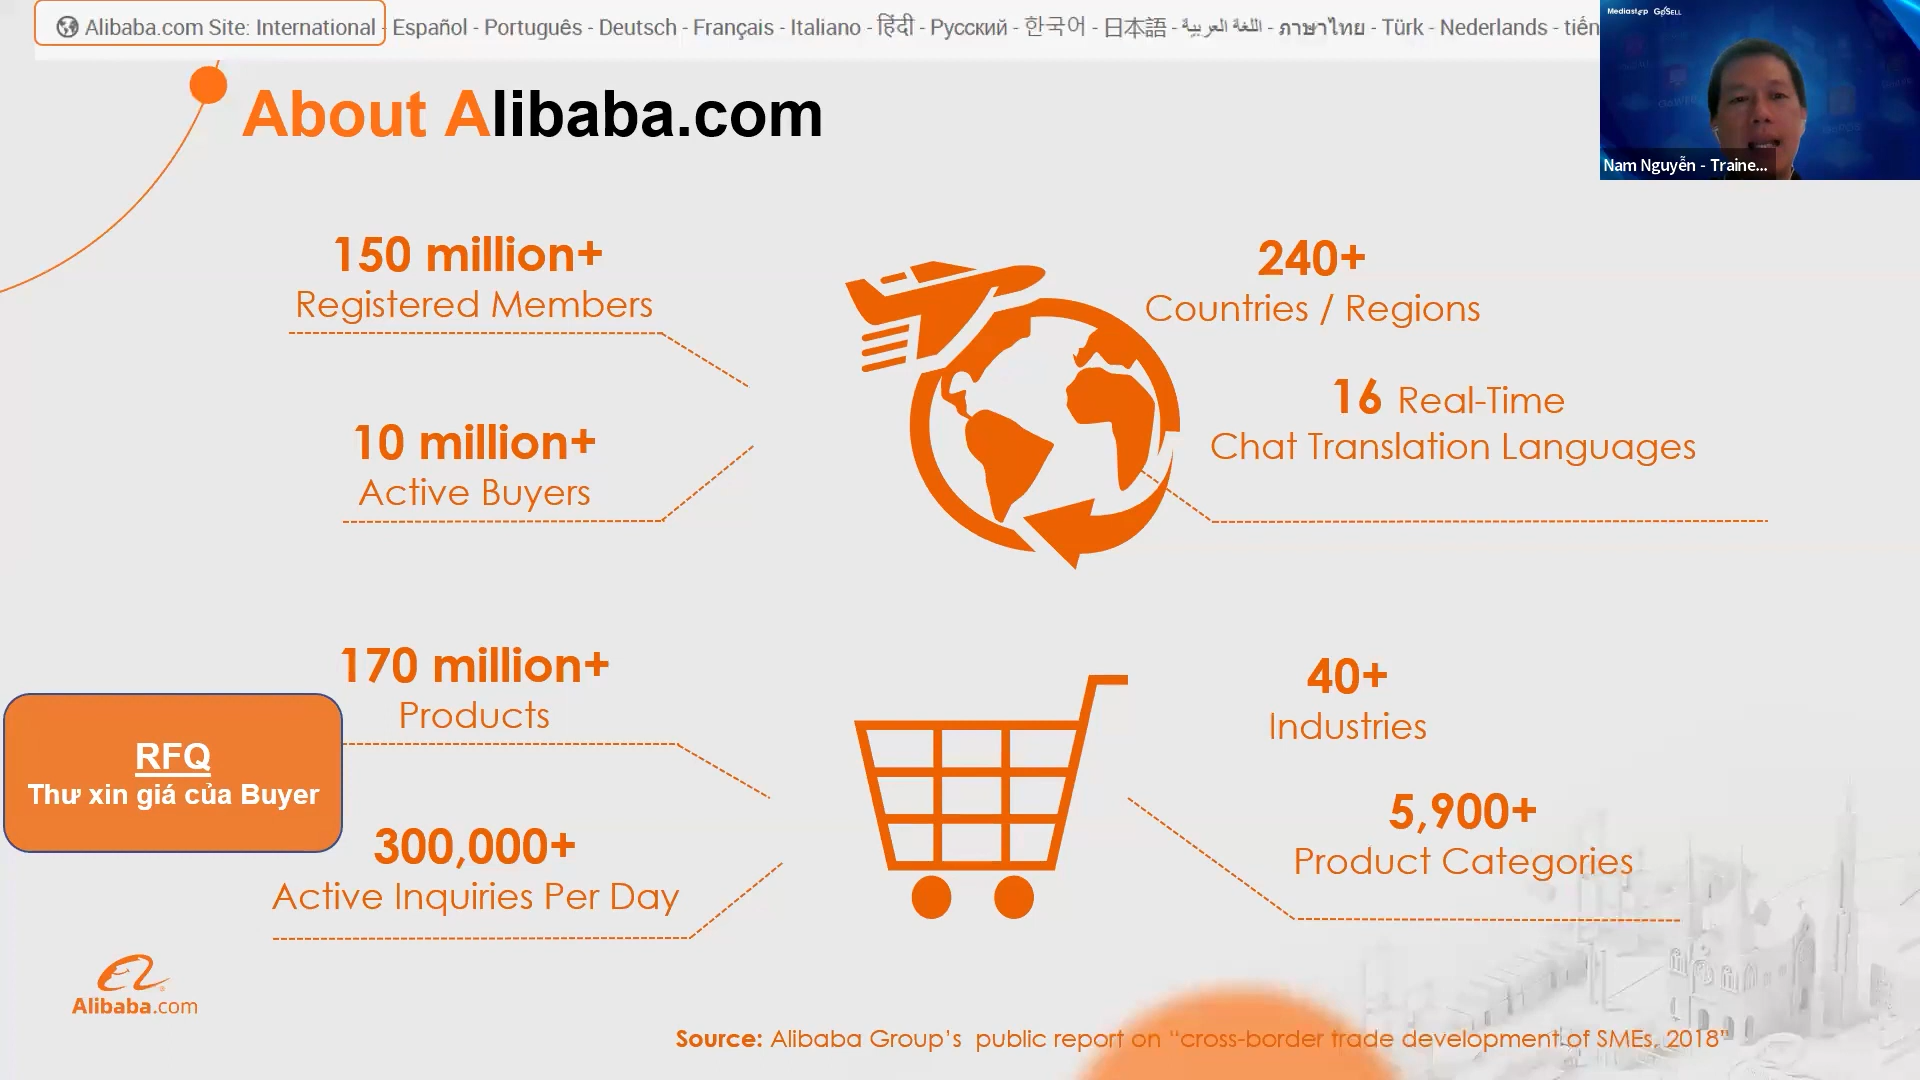 Alibaba.com Site: International - Español - Português - Deutsch - Français - Italiano - हिंदी - Русский - 한국어 - 日本語 - اللغة العربية - ภาษาไทย - Türk - Nederlands - tiến
Mediastep GoSELL
About Alibaba.com
Nam Nguyễn - Traine...
150 million+
Registered Members
240+
Countries / Regions
16 Real-Time
Chat Translation Languages
10 million+
Active Buyers
170 million+
Products
40+
Industries
RFQ
Thư xin giá của Buyer
300,000+
Active Inquiries Per Day
5,900+
Product Categories
Alibaba.com
Source: Alibaba Group’s public report on “cross-border trade development of SMEs, 2018”